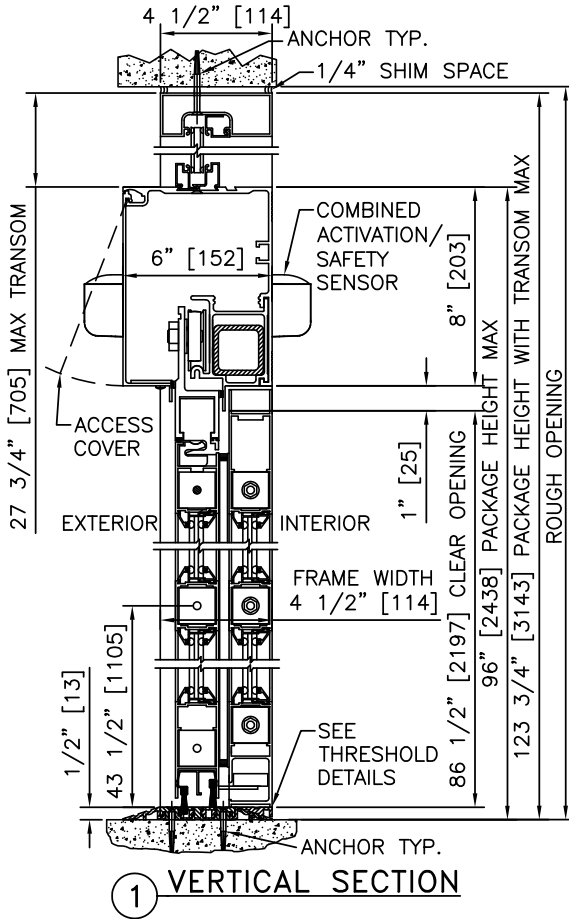 4 1/2” [114]
ANCHOR TYP.
1/4” SHIM SPACE
27 3/4” [705] MAX TRANSOM
6” [152]
COMBINED
ACTIVATION/
SAFETY
SENSOR
8” [203]
ACCESS
COVER
1” [25]
EXTERIOR
INTERIOR
FRAME WIDTH
4 1/2” [114]
1/2” [13]
43 1/2” [1105]
86 1/2” [2197] CLEAR OPENING
96” [2438] PACKAGE HEIGHT MAX
123 3/4” [3143] PACKAGE HEIGHT WITH TRANSOM MAX
ROUGH OPENING
SEE
THRESHOLD
DETAILS
ANCHOR TYP.
1 VERTICAL SECTION